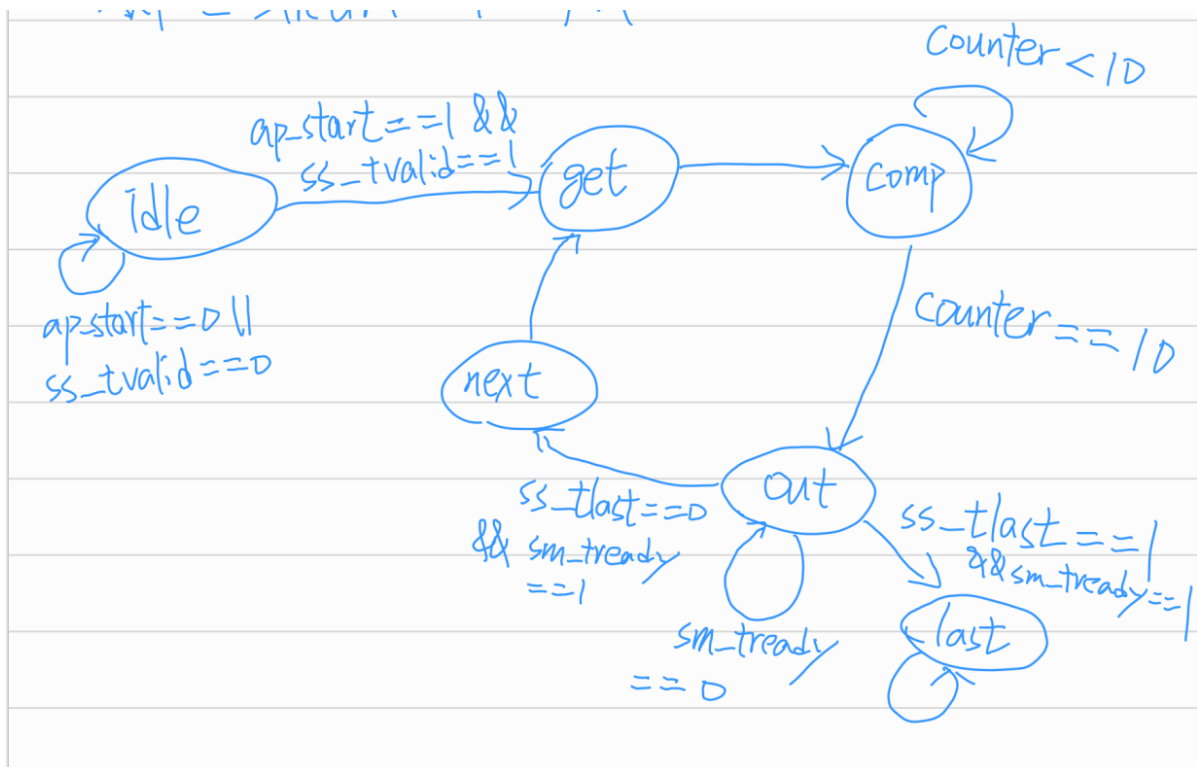 Counter < 10
ap_start==1 &&
ss_tvalid==1
Idle
get
comp
ap_start==0 ||
ss_tvalid==0
Counter==10
next
out
ss_tlast==0
&& sm_tready
==1
ss_tlast==1
&& sm_tready==1
sm_tready
==0
last